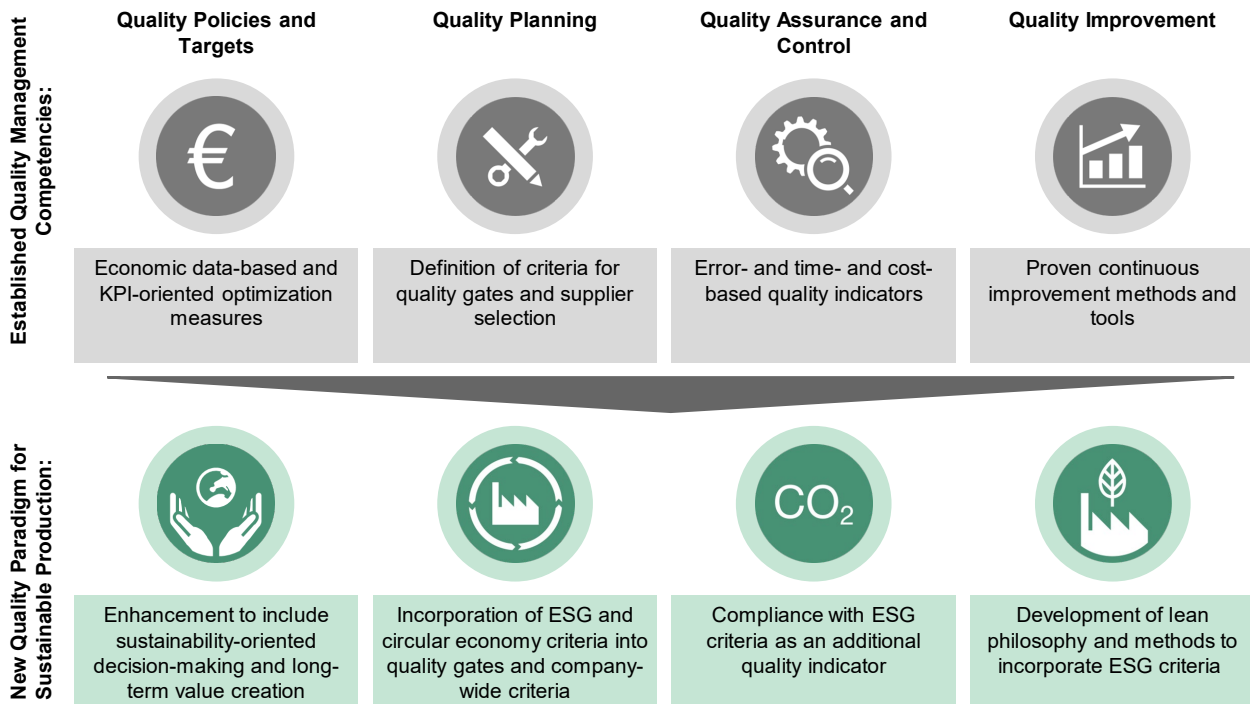 Quality Policies and
Targets
Quality Planning
Quality Assurance and
Control
Quality Improvement
Established Quality Management
Competencies:
€
Economic data-based and
KPI-oriented optimization
measures
Definition of criteria for
quality gates and supplier
selection
Error- and time- and cost-
based quality indicators
Proven continuous
improvement methods and
tools
New Quality Paradigm for
Sustainable Production:
CO₂
Enhancement to include
sustainability-oriented
decision-making and long-
term value creation
Incorporation of ESG and
circular economy criteria into
quality gates and company-
wide criteria
Compliance with ESG
criteria as an additional
quality indicator
Development of lean
philosophy and methods to
incorporate ESG criteria